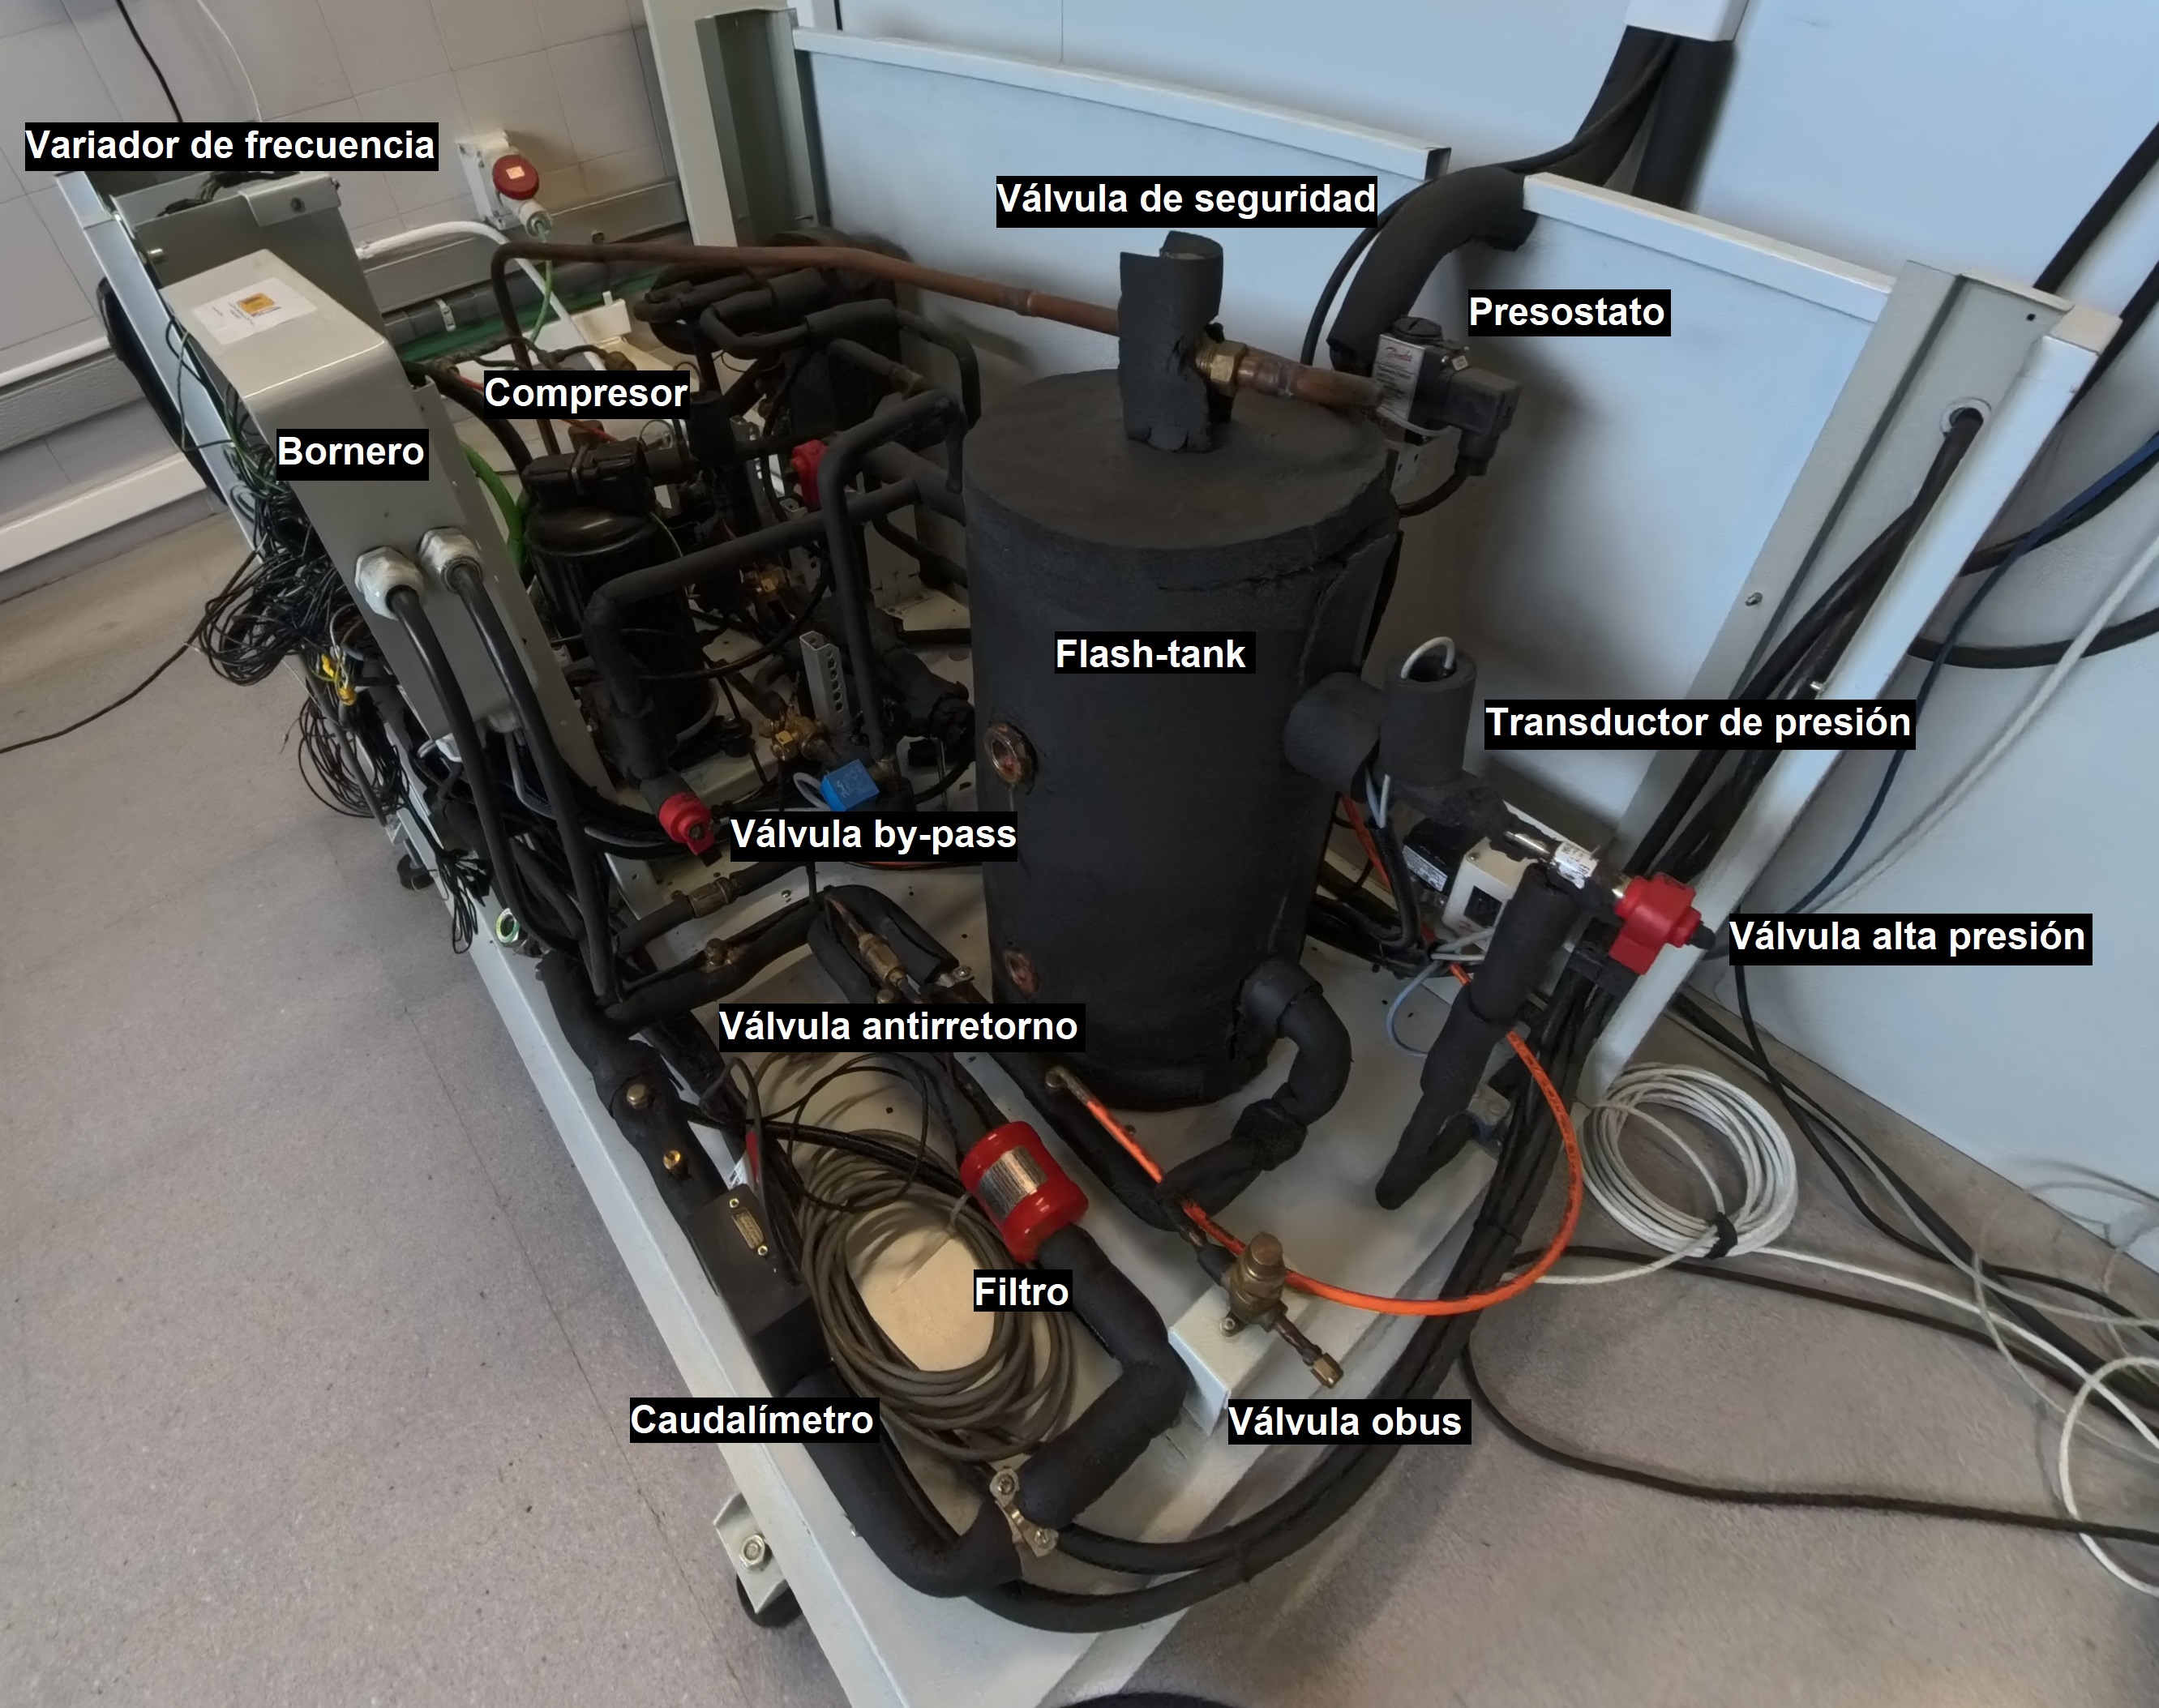 Variador de frecuencia
Válvula de seguridad
Presostato
Compresor
Bornero
Flash-tank
Transductor de presión
Válvula by-pass
Válvula alta presión
Válvula antirretorno
Filtro
Caudalímetro
Válvula obus